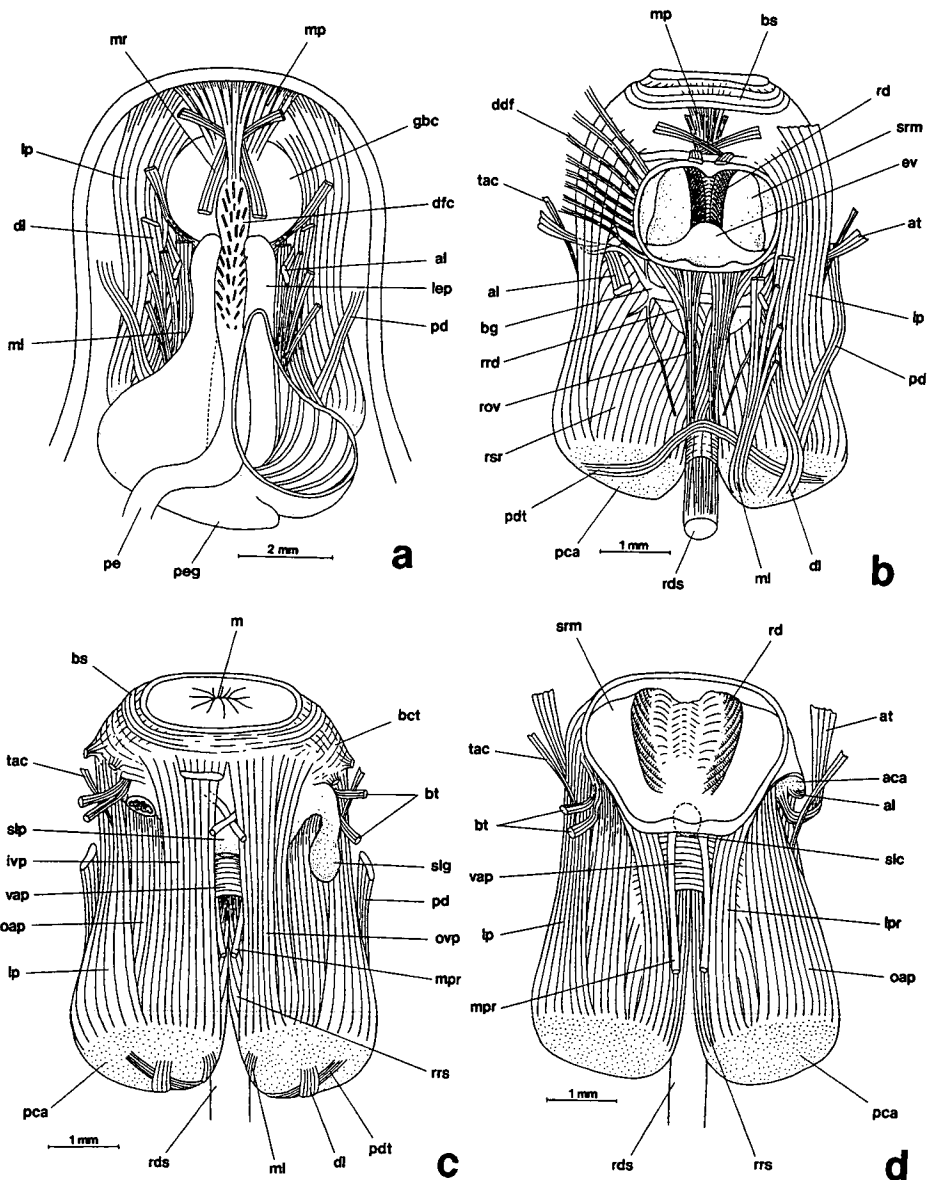 mr
mp
lp
gbc
dl
dfc
al
lep
ml
pd
pe
peg
2 mm
a
mp
bs
ddf
rd
srm
tac
ev
at
al
bg
lp
rrd
pd
rov
rsr
pdt
pca
1 mm
rds
ml
dl
b
m
bs
bct
tac
bt
slp
ivp
slg
vap
pd
oap
ovp
lp
mpr
rrs
pca
1 mm
rds
ml
dl
pdt
c
srm
rd
tac
at
aca
al
bt
slc
vap
lp
lpr
mpr
oap
pca
1 mm
rds
rrs
d